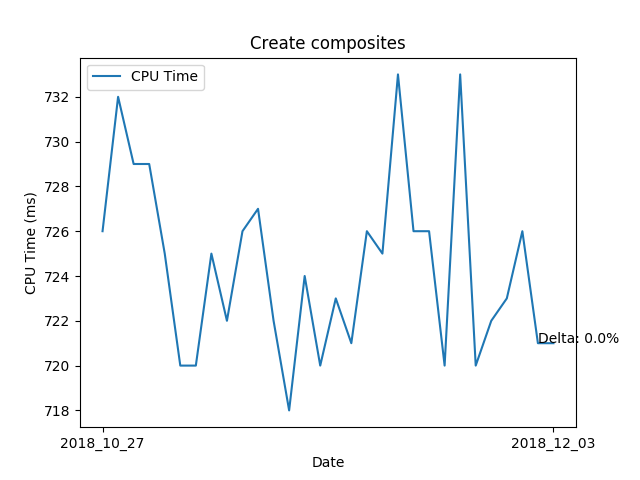 Create composites
CPU Time
732
730
728
726
724
722
720
718
CPU Time (ms)
Delta: 0.0%
2018_10_27
2018_12_03
Date